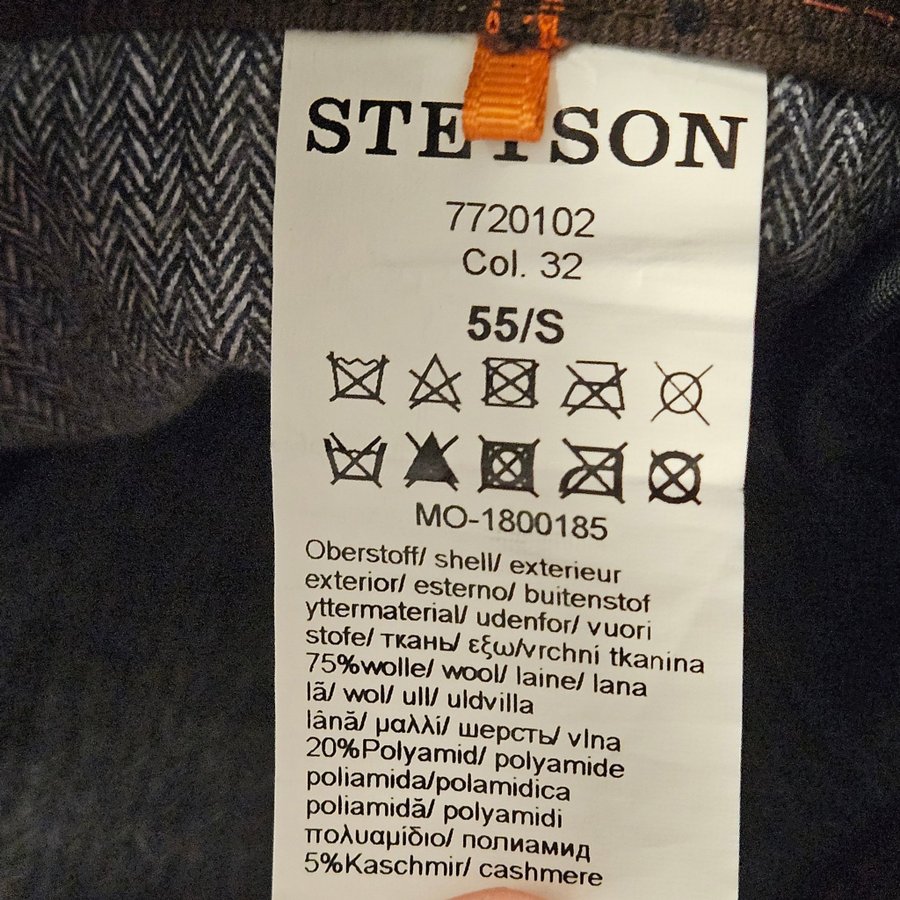 STETSON
7720102
Col. 32
55/S
MO-1800185
Oberstoff/ shell/ exterieur
exterior/ esterno/ buitenstof
yttermaterial/ udenfor/ vuori
stofe/ ткань/ εξω/vrchní tkanina
75%wolle/ wool/ laine/ lana
lã/ wol/ ull/ uldvilla
lână/ μαλλί/ шерсть/ vlna
20%Polyamid/ polyamide
poliamida/polamidica
poliamidă/ polyamidi
πολυαμίδιο/ полиамид
5%Kaschmir/ cashmere